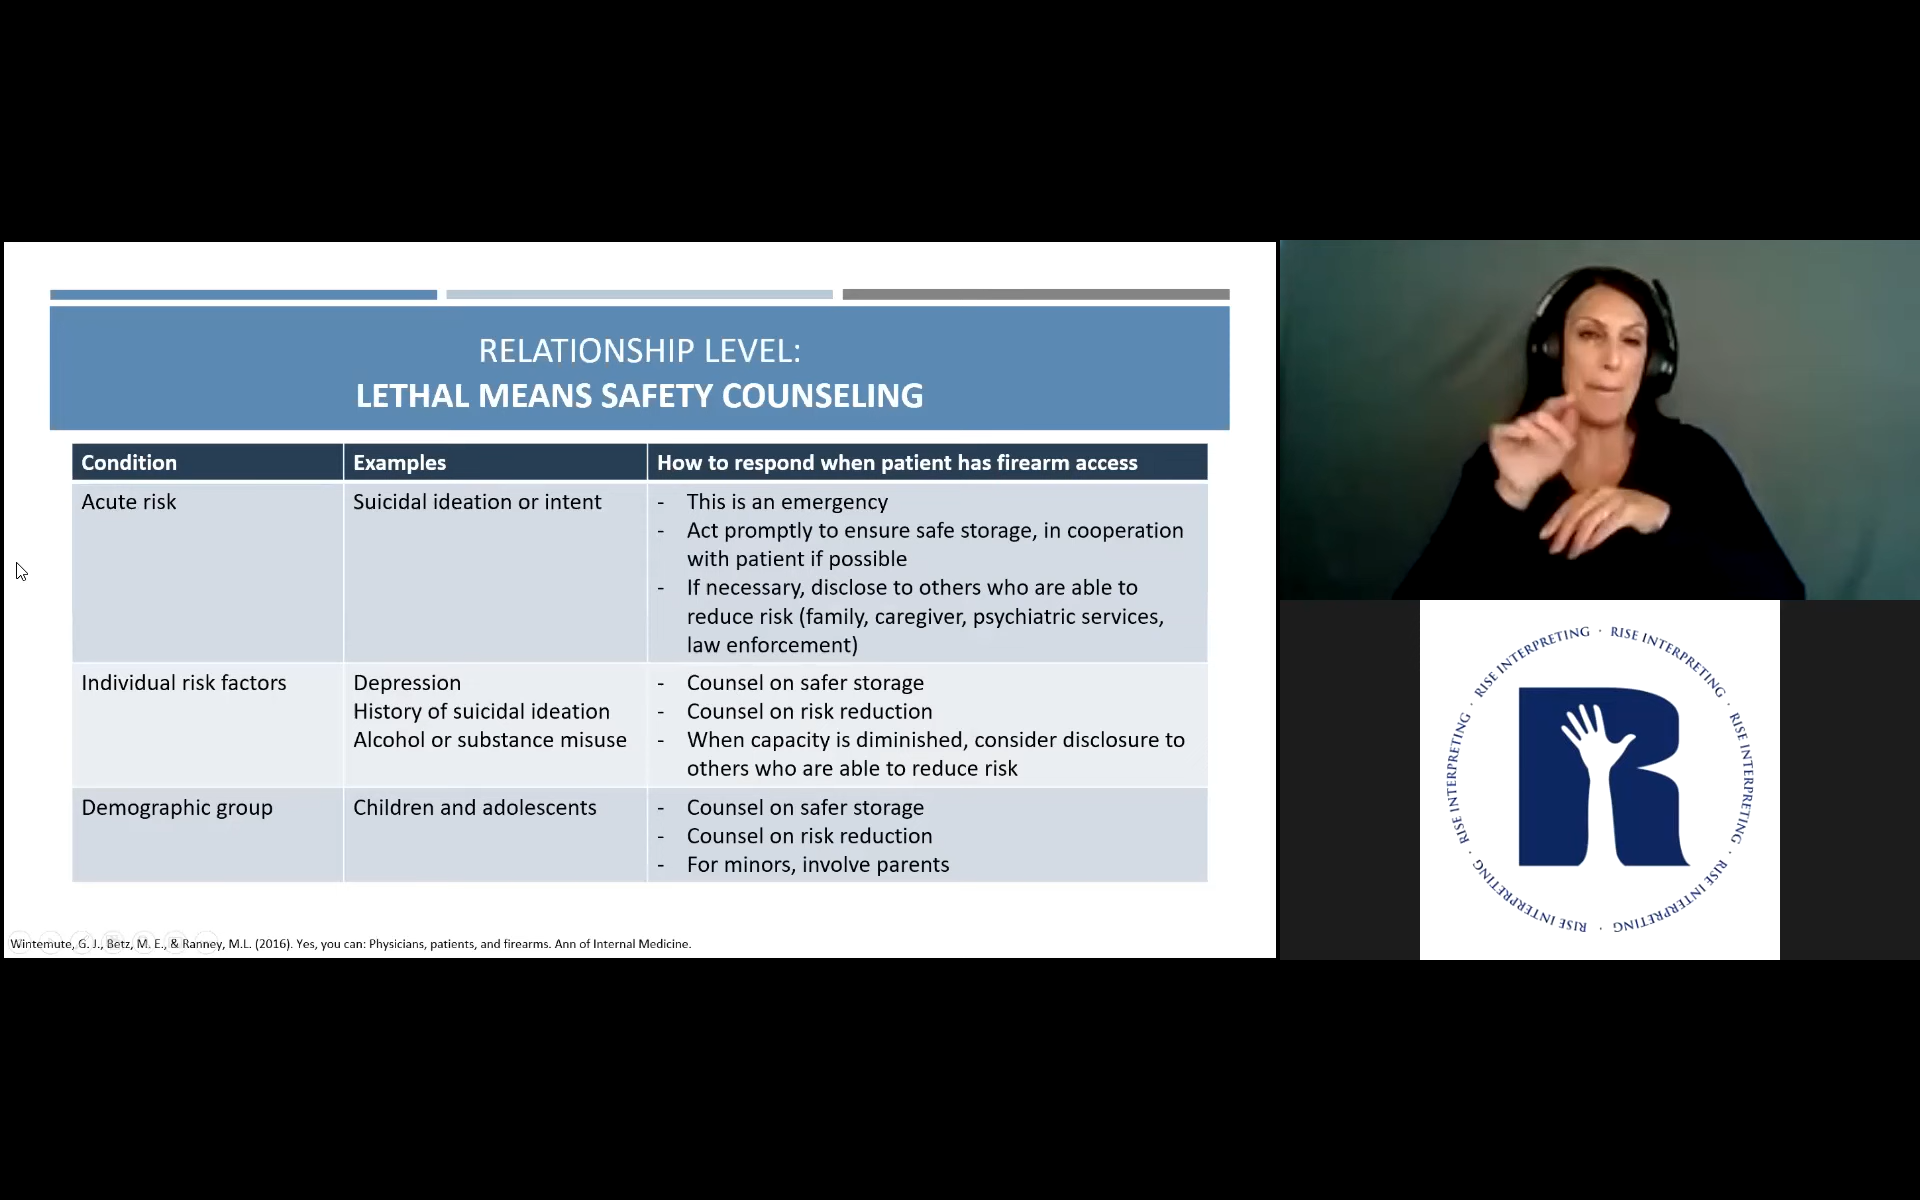 RELATIONSHIP LEVEL:
LETHAL MEANS SAFETY COUNSELING
Condition
Examples
How to respond when patient has firearm access
Acute risk
Suicidal ideation or intent
- This is an emergency
- Act promptly to ensure safe storage, in cooperation
with patient if possible
- If necessary, disclose to others who are able to
reduce risk (family, caregiver, psychiatric services,
law enforcement)
Individual risk factors
Depression
History of suicidal ideation
Alcohol or substance misuse
- Counsel on safer storage
- Counsel on risk reduction
- When capacity is diminished, consider disclosure to
others who are able to reduce risk
Demographic group
Children and adolescents
- Counsel on safer storage
- Counsel on risk reduction
- For minors, involve parents
Wintemute, G. J., Betz, M. E., & Ranney, M.L. (2016). Yes, you can: Physicians, patients, and firearms. Ann of Internal Medicine.
RISE INTERPRETING · RISE INTERPRETING · RISE INTERPRETING · RISE INTERPRETING · RISE INTERPRETING · RISE INTERPRETING ·
R